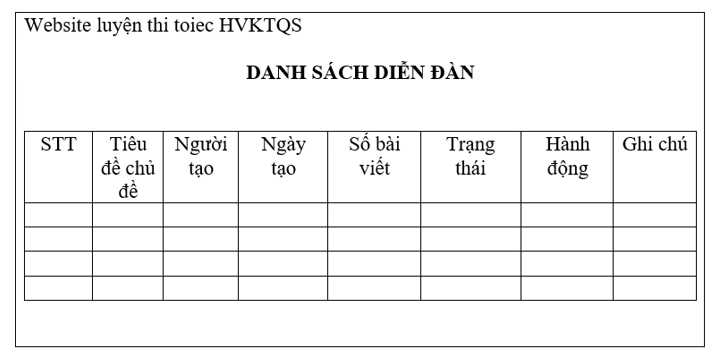 Website luyện thi toiec HVKTQS
DANH SÁCH DIỄN ĐÀN
STT Tiêu Người Ngày Số bài Trạng Hành Ghi chú
đề chủ tạo tạo viết thái động
đề